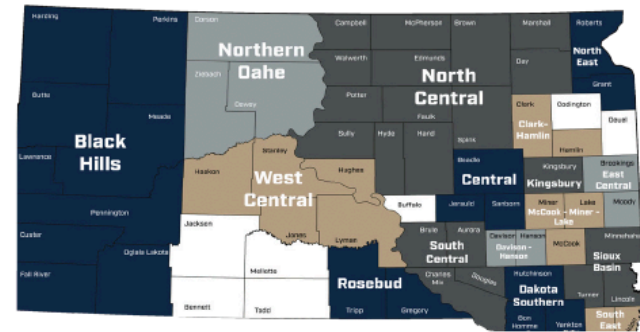 Harding
Perkins
Corson
Campbell
McPherson
Brown
Marshall
Roberts
Northern
Oahe
Walworth
Edmunds
Day
North
East
Ziebach
Dewey
North
Central
Grant
Butte
Meade
Potter
Faulk
Clark
Codington
Deuel
Clark-
Hamlin
Hamlin
Black
Hills
Sully
Hyde
Hand
Spink
Lawrence
Stanley
Beadle
Kingsbury
Kingsbury
Brookings
East
Central
Haakon
West
Central
Hughes
Central
Pennington
Buffalo
Jerauld
Sanborn
Miner
Lake
McCook - Miner -
Lake
Moody
Jackson
Jones
Lyman
Brule
Aurora
Davison
Hanson
Davison -
Hanson
McCook
Minnehaha
Custer
Oglala Lakota
South
Central
Sioux
Basin
Mellette
Rosebud
Charles
Mix
Douglas
Hutchinson
Fall River
Dakota
Southern
Turner
Lincoln
Bennett
Todd
Tripp
Gregory
Bon
Homme
Yankton
South East